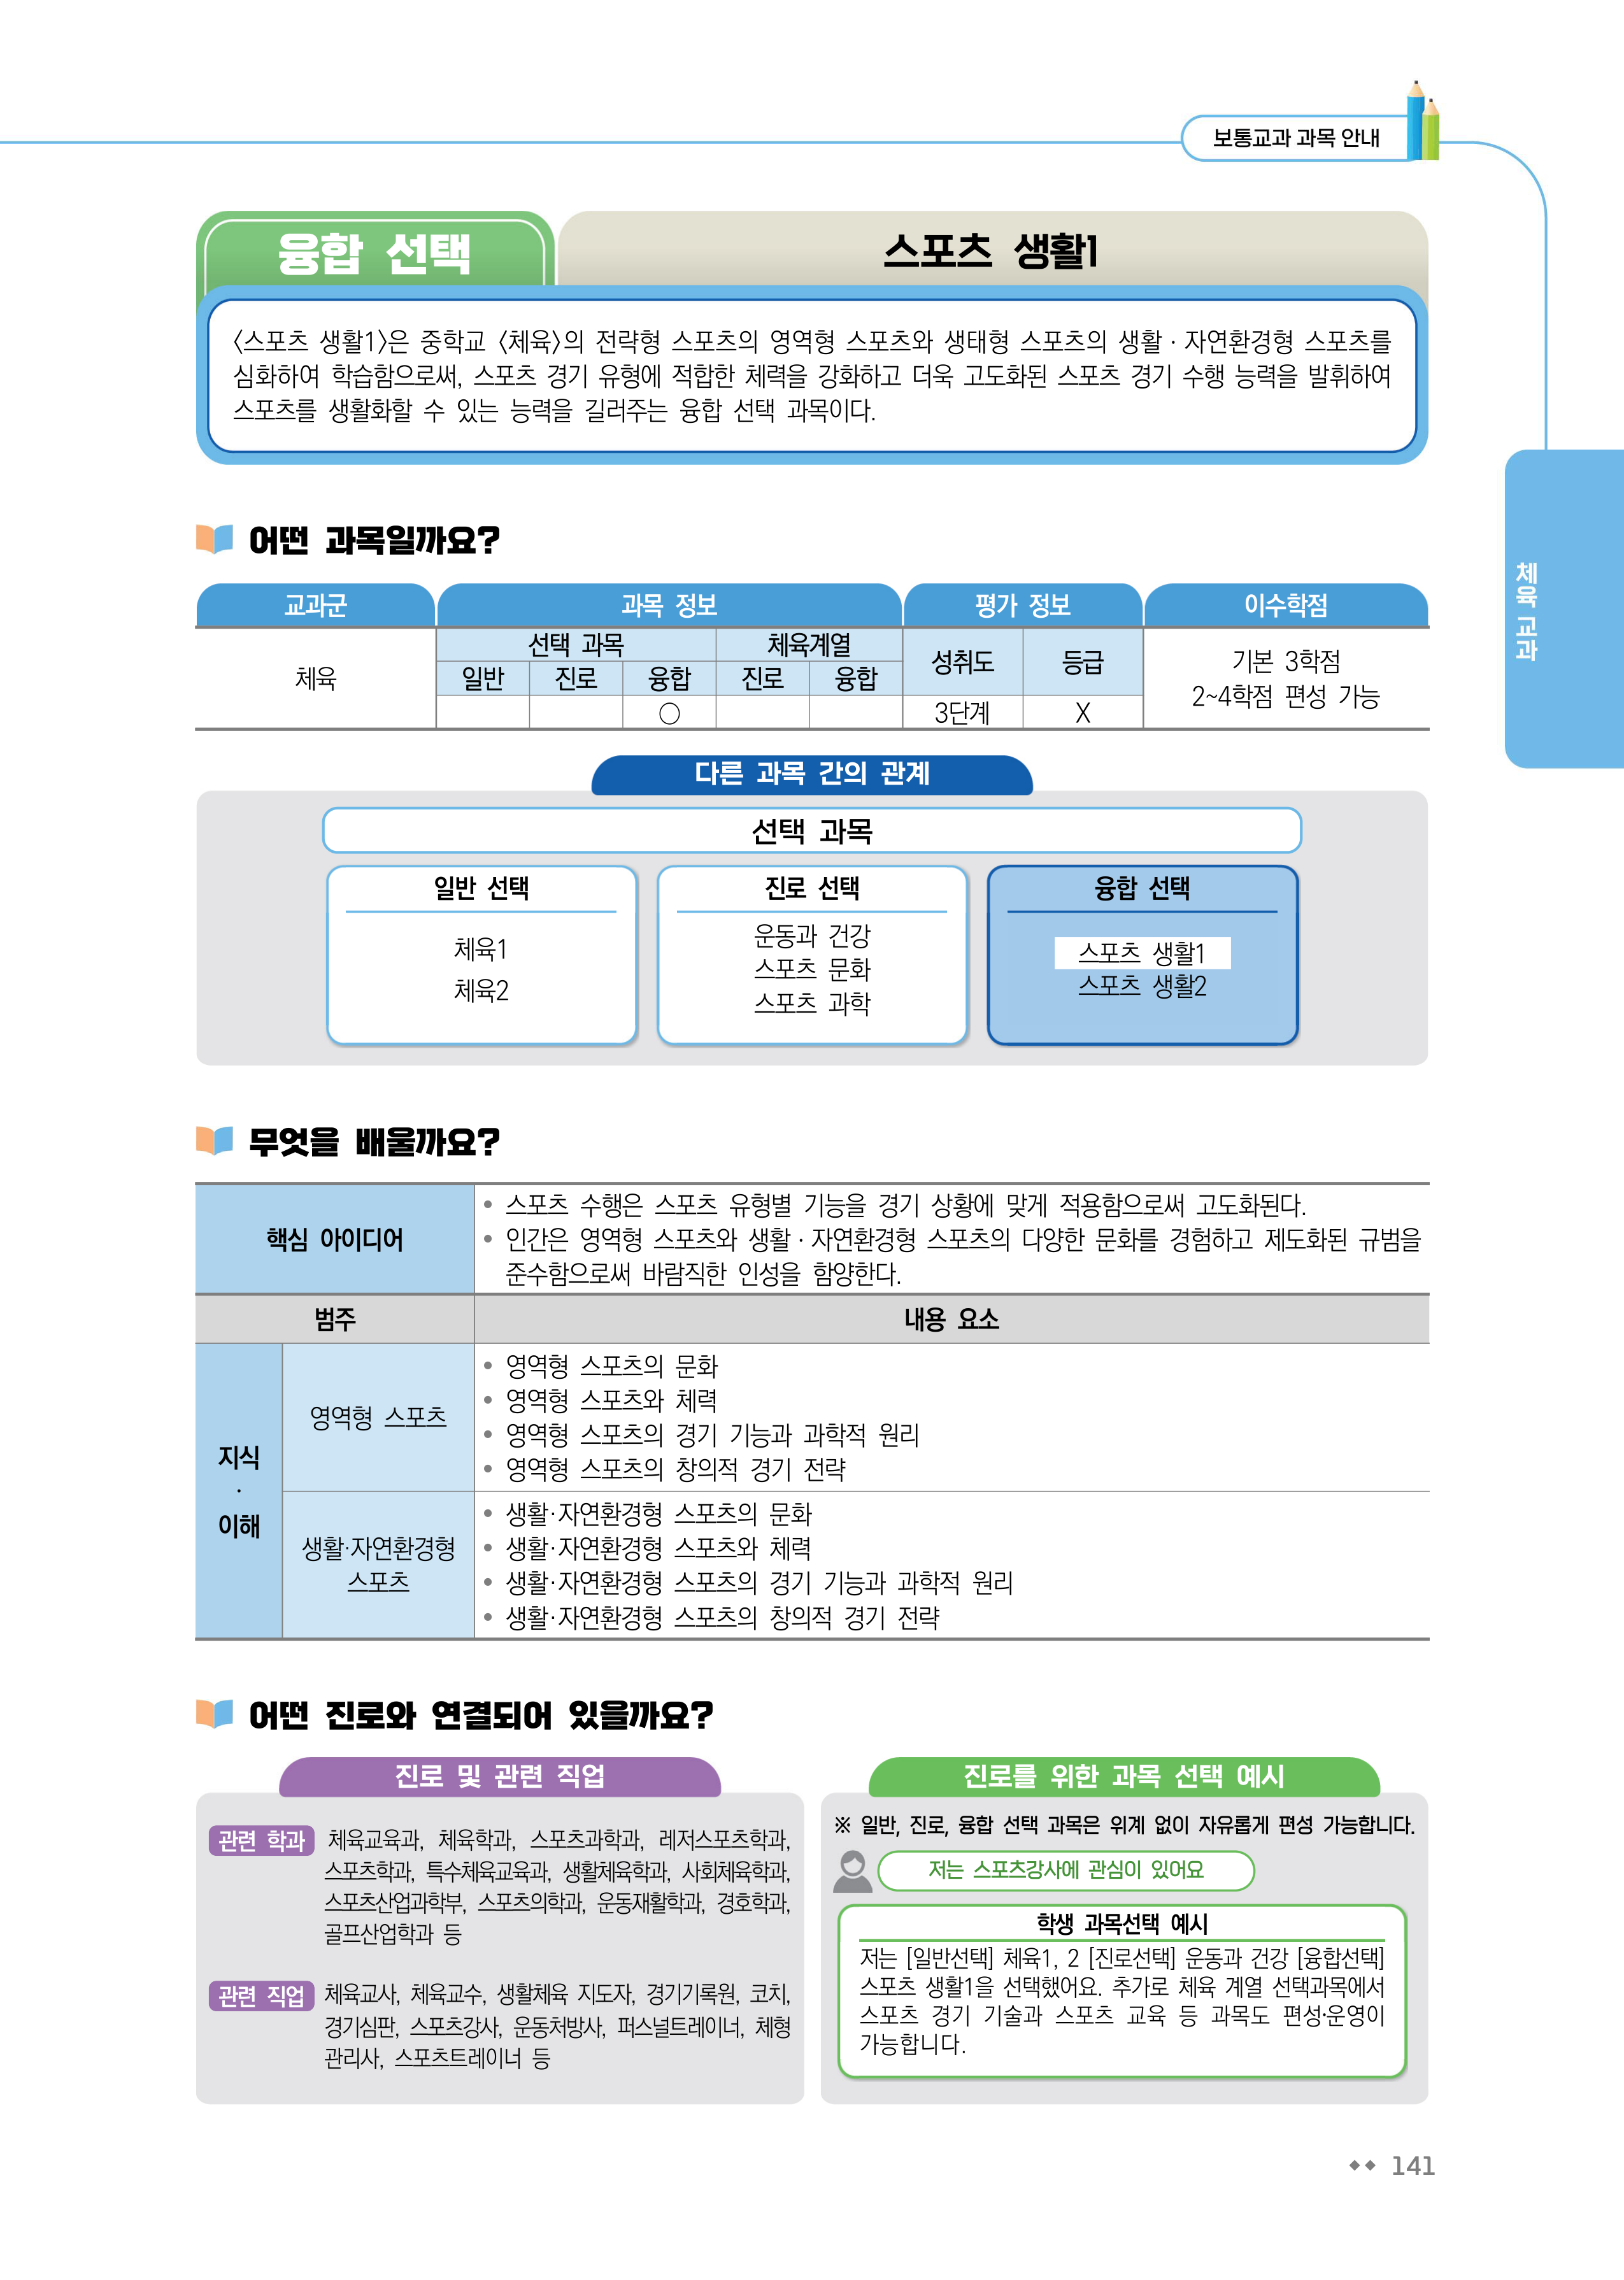 보통교과 과목 안내
융합 선택
스포츠 생활1
〈스포츠 생활1〉은 중학교 〈체육〉의 전략형 스포츠의 영역형 스포츠와 생태형 스포츠의 생활·자연환경형 스포츠를
심화하여 학습함으로써, 스포츠 경기 유형에 적합한 체력을 강화하고 더욱 고도화된 스포츠 경기 수행 능력을 발휘하여
스포츠를 생활화할 수 있는 능력을 길러주는 융합 선택 과목이다.
체육 교과
어떤 과목일까요?
교과군 과목 정보 평가 정보 이수학점
선택 과목 체육계열 성취도 등급
일반 진로 융합 진로 융합
체육 ○ 3단계 X
기본 3학점
2~4학점 편성 가능
다른 과목 간의 관계
선택 과목
일반 선택
체육1
체육2
진로 선택
운동과 건강
스포츠 문화
스포츠 과학
융합 선택
스포츠 생활1
스포츠 생활2
무엇을 배울까요?
핵심 아이디어
• 스포츠 수행은 스포츠 유형별 기능을 경기 상황에 맞게 적용함으로써 고도화된다.
• 인간은 영역형 스포츠와 생활·자연환경형 스포츠의 다양한 문화를 경험하고 제도화된 규범을
준수함으로써 바람직한 인성을 함양한다.
범주 내용 요소
지식
·
이해
영역형 스포츠
• 영역형 스포츠의 문화
• 영역형 스포츠와 체력
• 영역형 스포츠의 경기 기능과 과학적 원리
• 영역형 스포츠의 창의적 경기 전략
생활·자연환경형
스포츠
• 생활·자연환경형 스포츠의 문화
• 생활·자연환경형 스포츠와 체력
• 생활·자연환경형 스포츠의 경기 기능과 과학적 원리
• 생활·자연환경형 스포츠의 창의적 경기 전략
어떤 진로와 연결되어 있을까요?
진로 및 관련 직업
관련 학과 체육교육과, 체육학과, 스포츠과학과, 레저스포츠학과,
스포츠학과, 특수체육교육과, 생활체육학과, 사회체육학과,
스포츠산업과학부, 스포츠의학과, 운동재활학과, 경호학과,
골프산업학과 등
관련 직업 체육교사, 체육교수, 생활체육 지도자, 경기기록원, 코치,
경기심판, 스포츠강사, 운동처방사, 퍼스널트레이너, 체형
관리사, 스포츠트레이너 등
진로를 위한 과목 선택 예시
※ 일반, 진로, 융합 선택 과목은 위계 없이 자유롭게 편성 가능합니다.
저는 스포츠강사에 관심이 있어요
학생 과목선택 예시
저는 [일반선택] 체육1, 2 [진로선택] 운동과 건강 [융합선택]
스포츠 생활1을 선택했어요. 추가로 체육 계열 선택과목에서
스포츠 경기 기술과 스포츠 교육 등 과목도 편성·운영이
가능합니다.
◆◆ 141